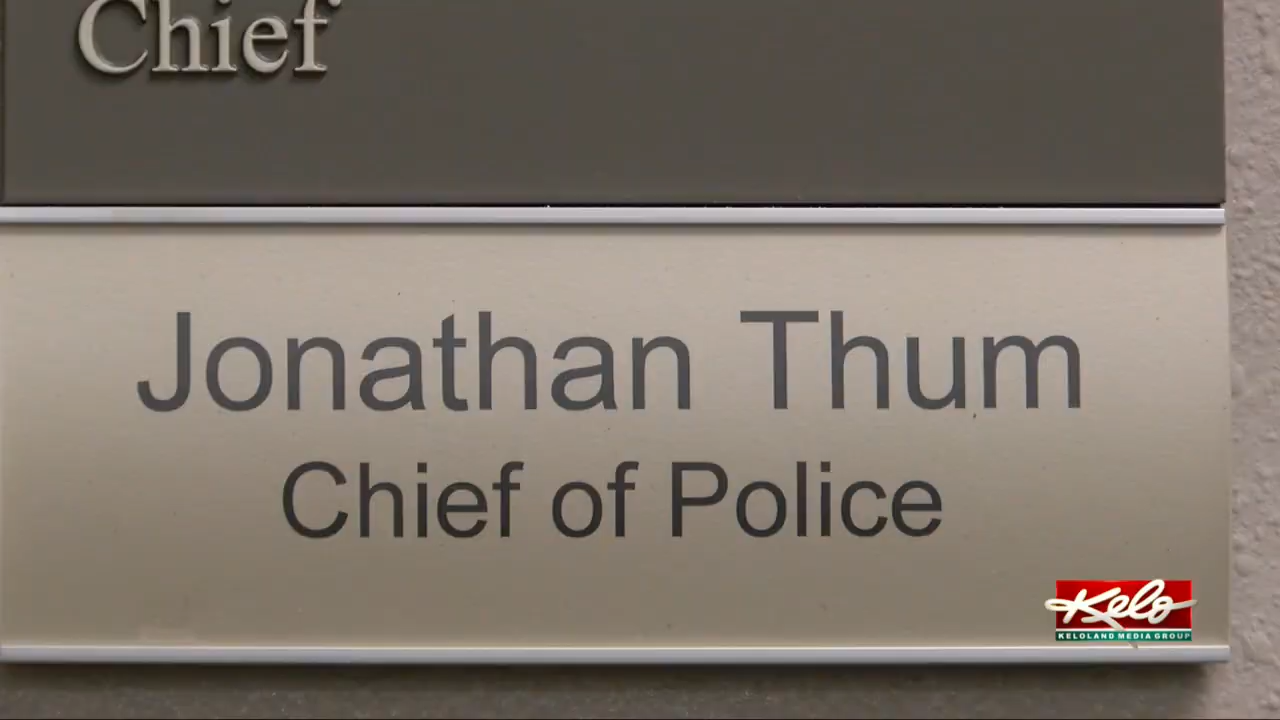 Chief
Jonathan Thum
Chief of Police
Kelo
KELOLAND MEDIA GROUP